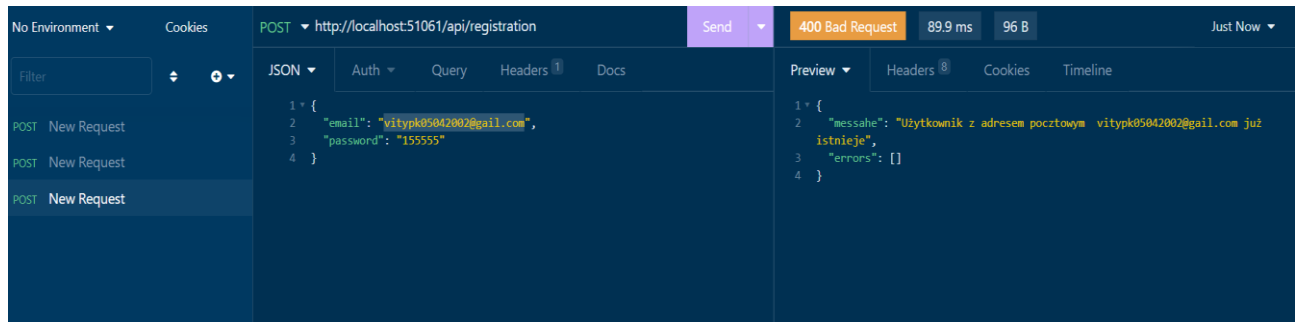 No Environment
Cookies
POST http://localhost:51061/api/registration
Send
400 Bad Request
89.9 ms
96 B
Just Now
Filter
JSON
Auth
Query
Headers 1
Docs
Preview
Headers 8
Cookies
Timeline
POST New Request
POST New Request
POST New Request
1 {
2 "email": "vitypk05042002@gail.com",
3 "password": "155555"
4 }
1 {
2 "messahe": "Użytkownik z adresem pocztowym  vitypk05042002@gail.com już
istnieje",
3 "errors": []
4 }